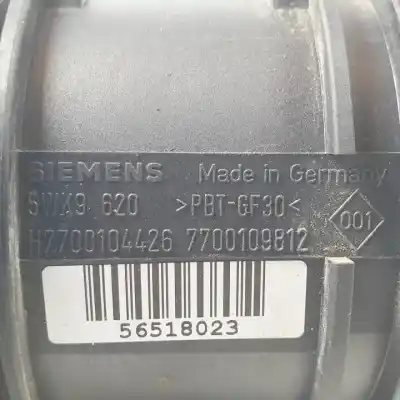 SIEMENS Made in Germany
5WK9 620 >PBT-GF30< 001
H7700104426 7700109812
56518023